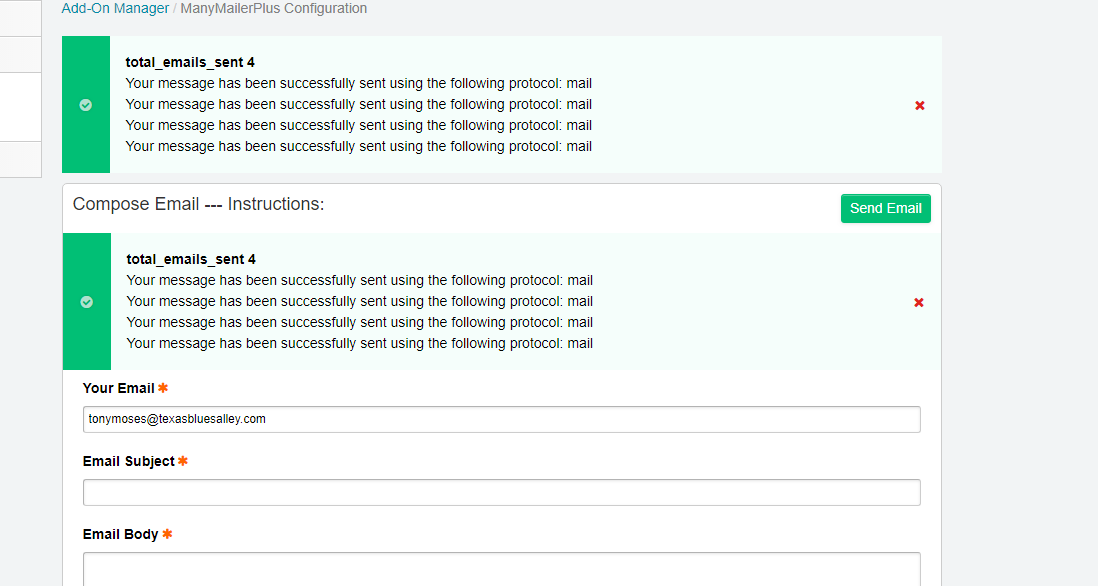 Add-On Manager / ManyMailerPlus Configuration
total_emails_sent 4
Your message has been successfully sent using the following protocol: mail
Your message has been successfully sent using the following protocol: mail
Your message has been successfully sent using the following protocol: mail
Your message has been successfully sent using the following protocol: mail
Compose Email --- Instructions:
Send Email
total_emails_sent 4
Your message has been successfully sent using the following protocol: mail
Your message has been successfully sent using the following protocol: mail
Your message has been successfully sent using the following protocol: mail
Your message has been successfully sent using the following protocol: mail
Your Email *
tonymoses@texasbluesalley.com
Email Subject *
Email Body *